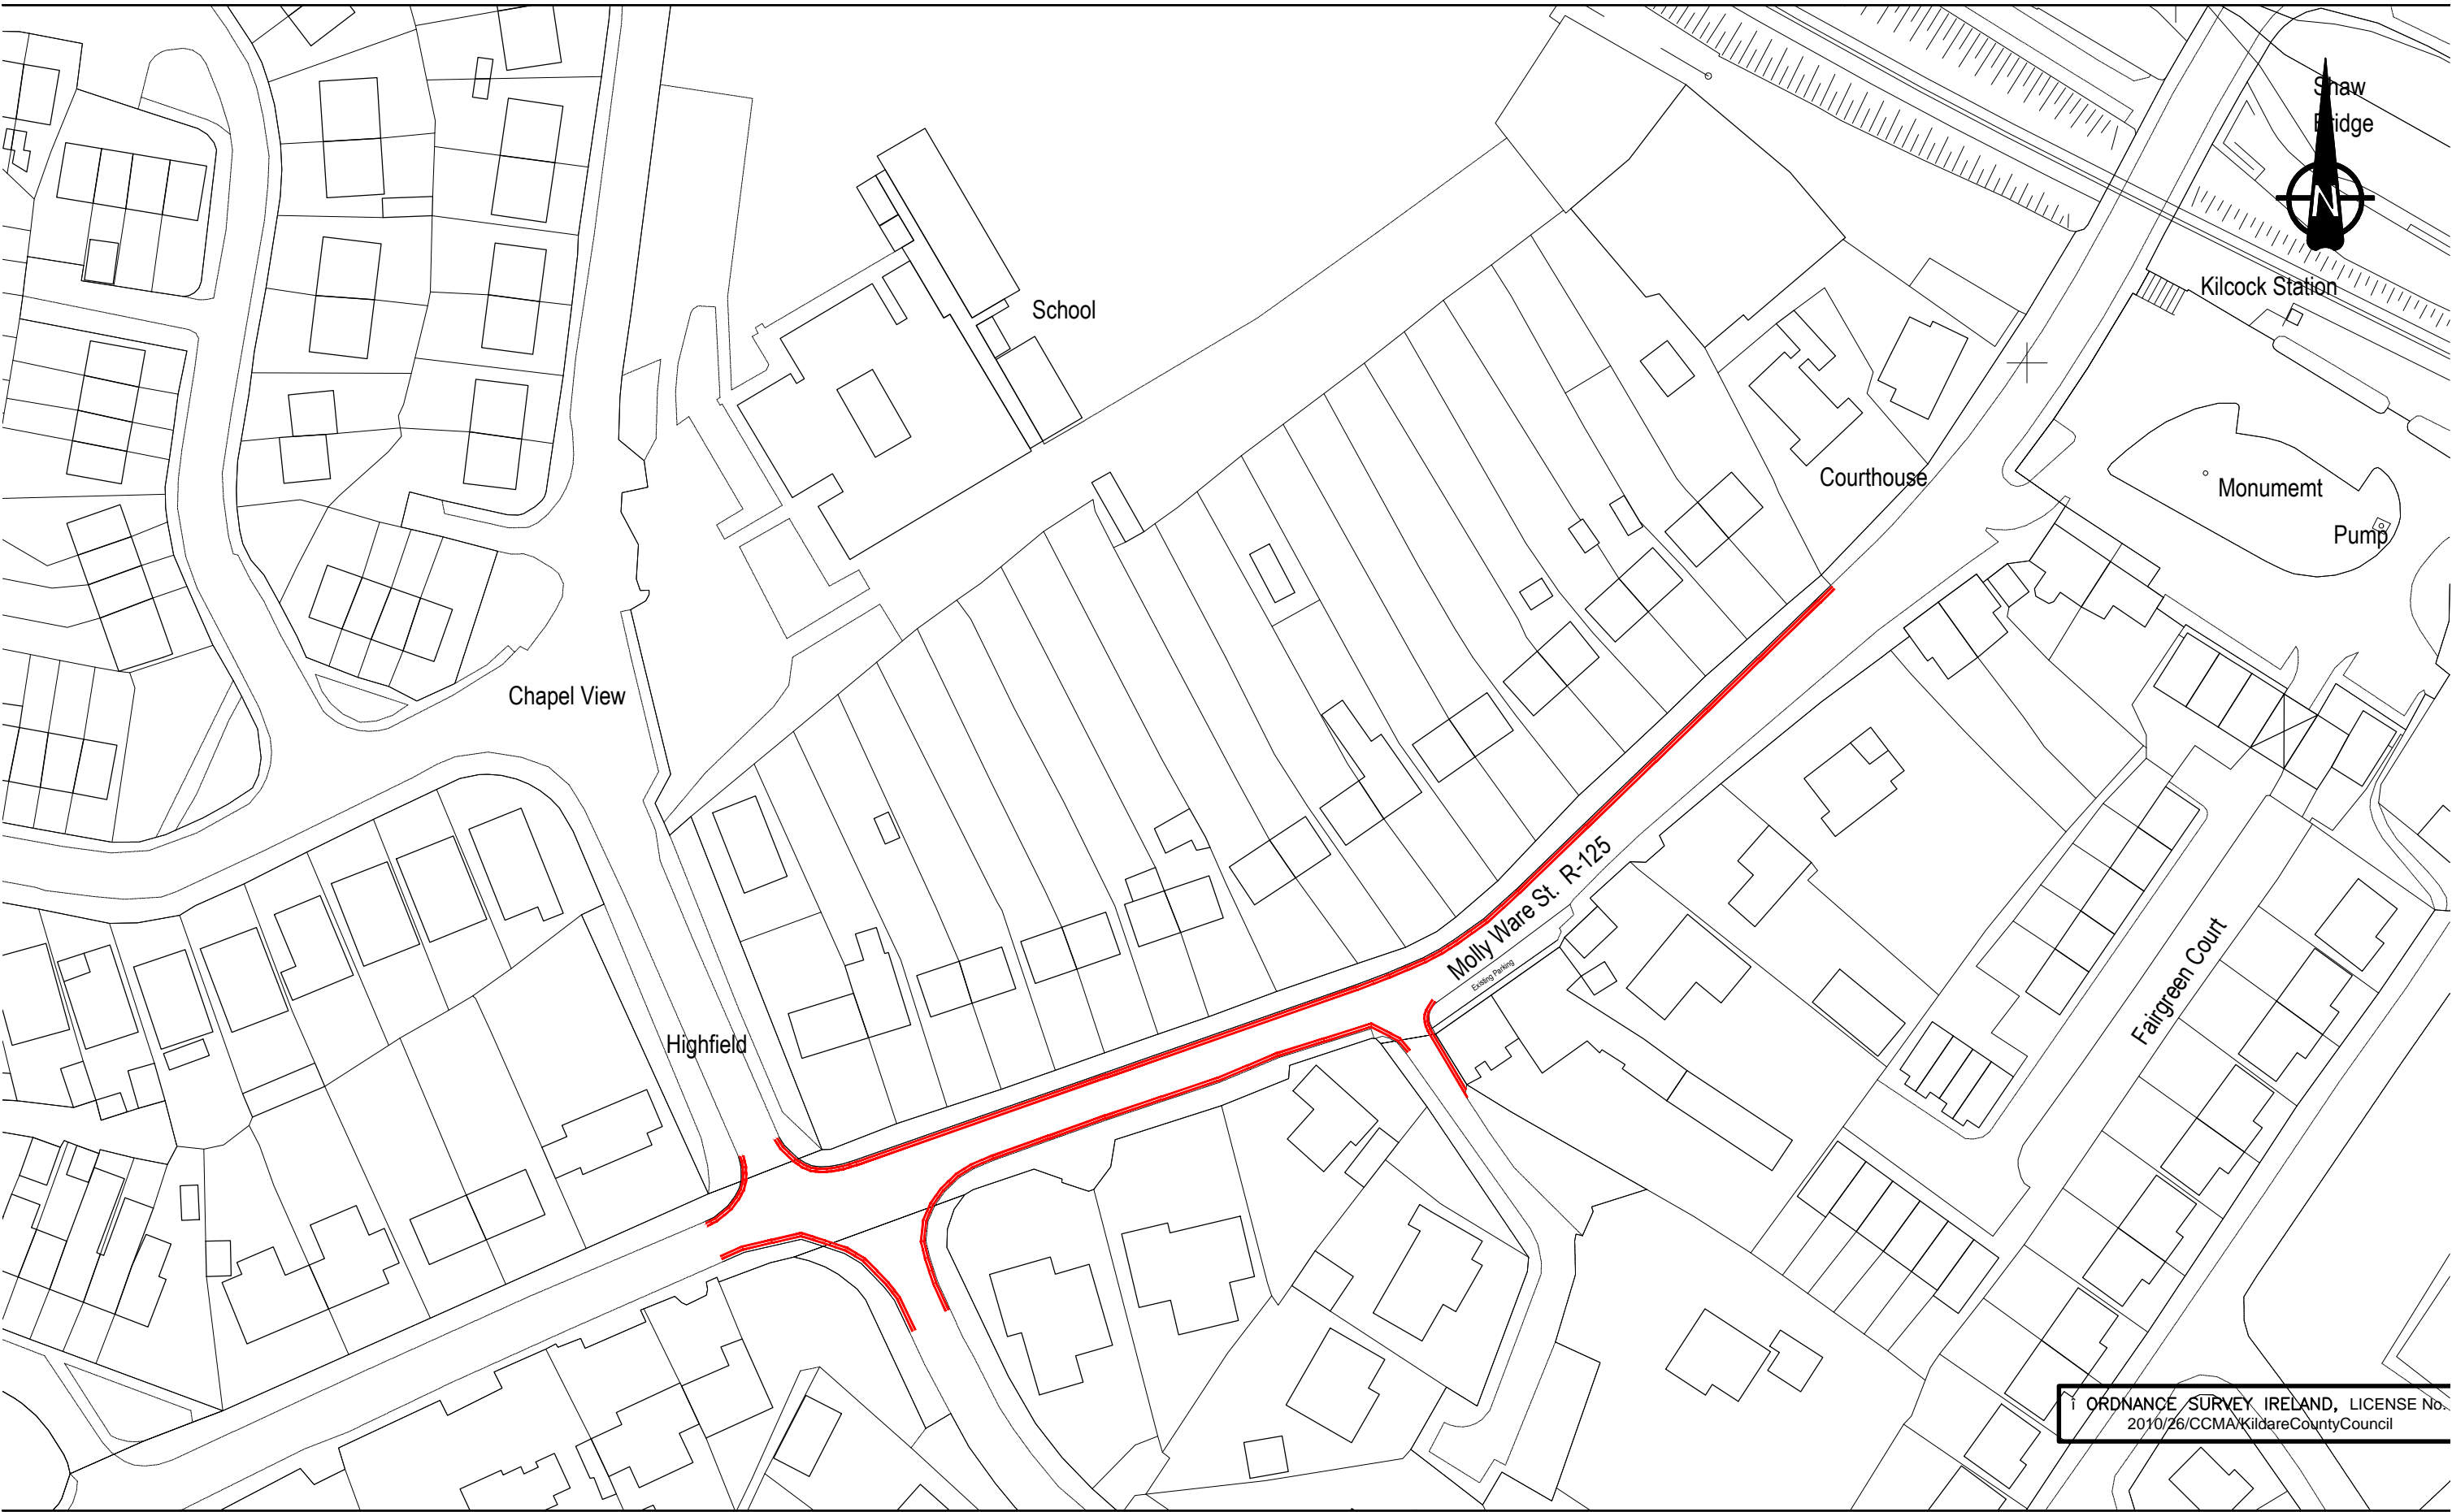 Shaw
Bridge
N
Kilcock Station
School
Courthouse
Monumemt
Pump
Chapel View
Molly Ware St. R-125
Existing Parking
Fairgreen Court
Highfield
ï ORDNANCE SURVEY IRELAND, LICENSE No.
2010/26/CCMA/KildareCountyCouncil